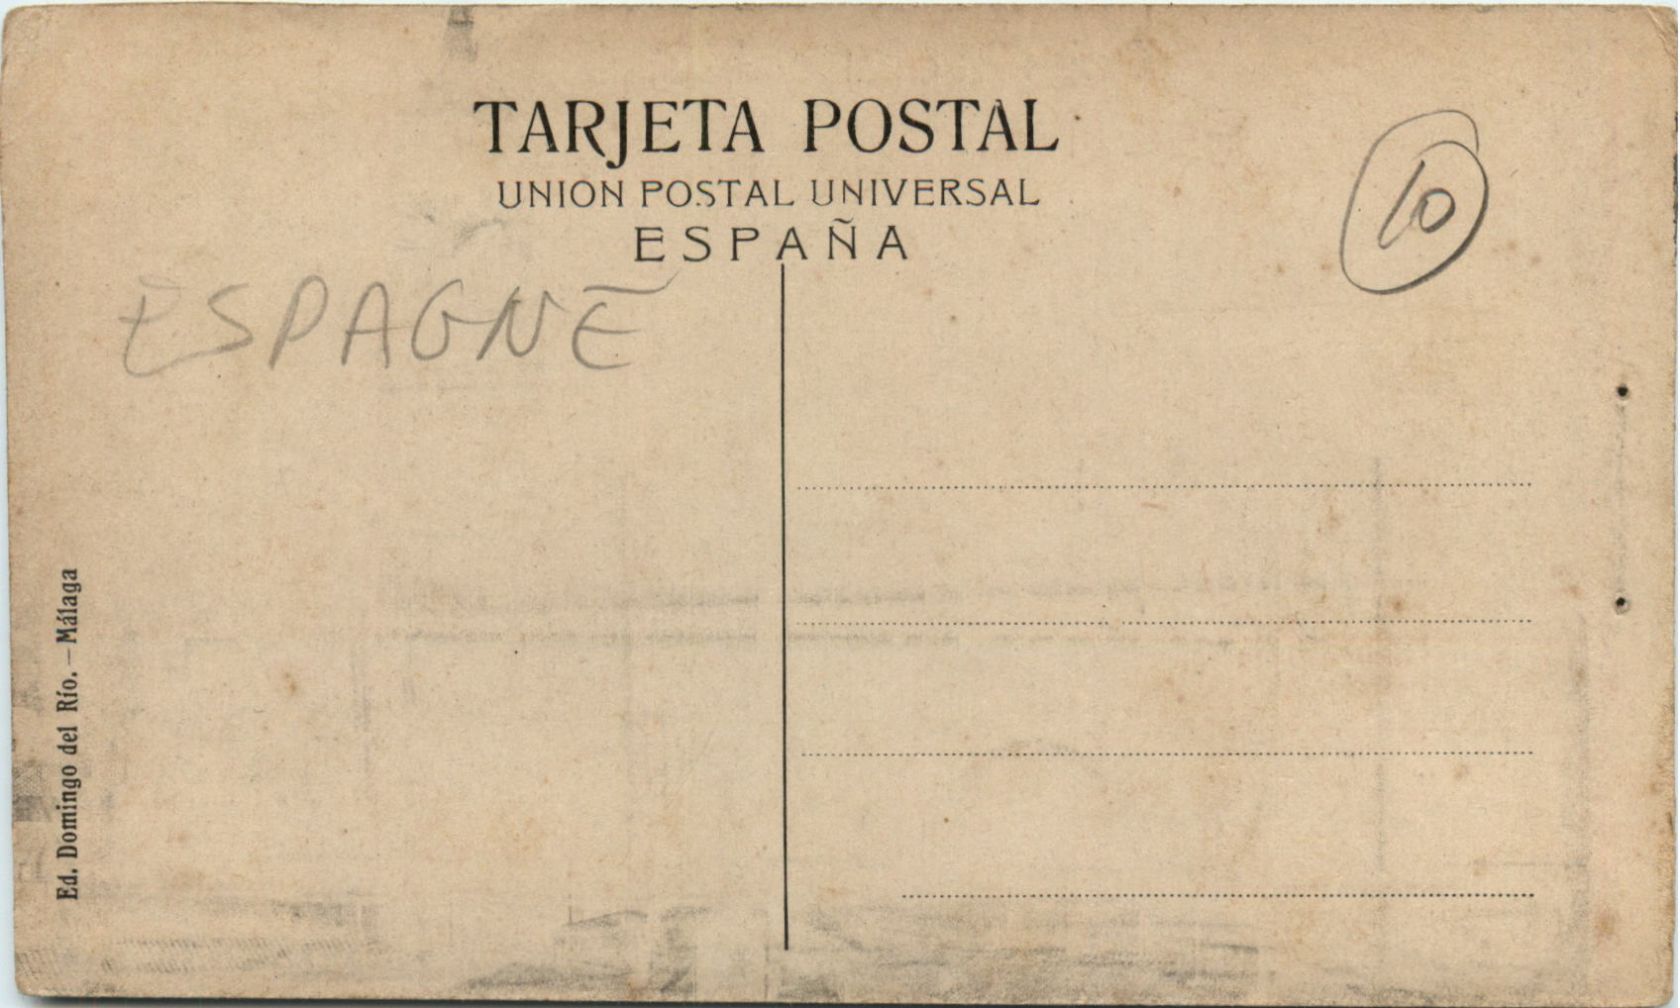 TARJETA POSTAL
UNION POSTAL UNIVERSAL
ESPAÑA
10
ESPAGNE
Ed. Domingo del Río. — Málaga